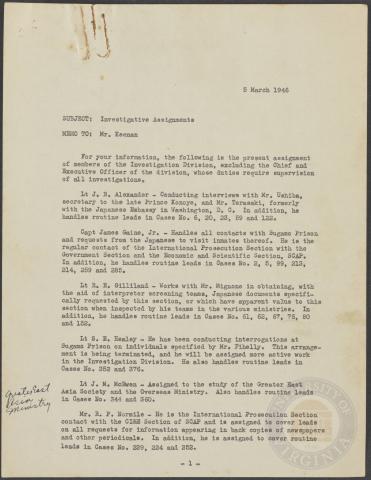 5 March 1946
SUBJECT: Investigative Assignments
MEMO TO: Mr. Keenan
For your information, the following is the present assignment
of members of the Investigation Division, excluding the Chief and
Executive Officer of the division, whose duties require supervision
of all investigations.
Lt J. R. Alexander - Conducting interviews with Mr. Ushiba,
secretary to the late Prince Konoye, and Mr. Terasaki, formerly
with the Japanese Embassy in Washington, D. C. In addition, he
handles routine leads in Cases No. 6, 20, 23, 59 and 122.
Capt James Gaine, Jr. - Handles all contacts with Sugamo Prison
and requests from the Japanese to visit inmates thereof. He is the
regular contact of the International Prosecution Section with the
Government Section and the Economic and Scientific Section, SCAP.
In addition, he handles routine leads in Cases No. 2, 5, 99, 213,
214, 259 and 285.
Lt R. H. Gilliland - Works with Mr. Mignone in obtaining, with
the aid of interpreter screening teams, Japanese documents specifi-
cally requested by this section, or which have apparent value to this
section when inspected by his teams in the various ministries. In
addition, he handles routine leads in Cases No. 61, 62, 67, 75, 80
and 132.
Lt S. E. Healey - He has been conducting interrogations at
Sugamo Prison on individuals specified by Mr. Fihelly. This arrange-
ment is being terminated, and he will be assigned more active work
in the Investigation Division. He also handles routine leads in
Cases No. 252 and 376.
Lt J. M. McEwen - Assigned to the study of the Greater East
Asia Society and the Overseas Ministry. Also handles routine leads
in Cases No. 344 and 360.
Greater East
Asian
Ministry
Mr. R. P. Normile - He is the International Prosecution Section
contact with the CI&E Section of SCAP and is assigned to cover leads
on all requests for information appearing in back copies of newspapers
and other periodicals. In addition, he is assigned to cover routine
leads in Cases No. 229, 234 and 252.
- 1 -
UNIVERSITY OF
VIRGINIA